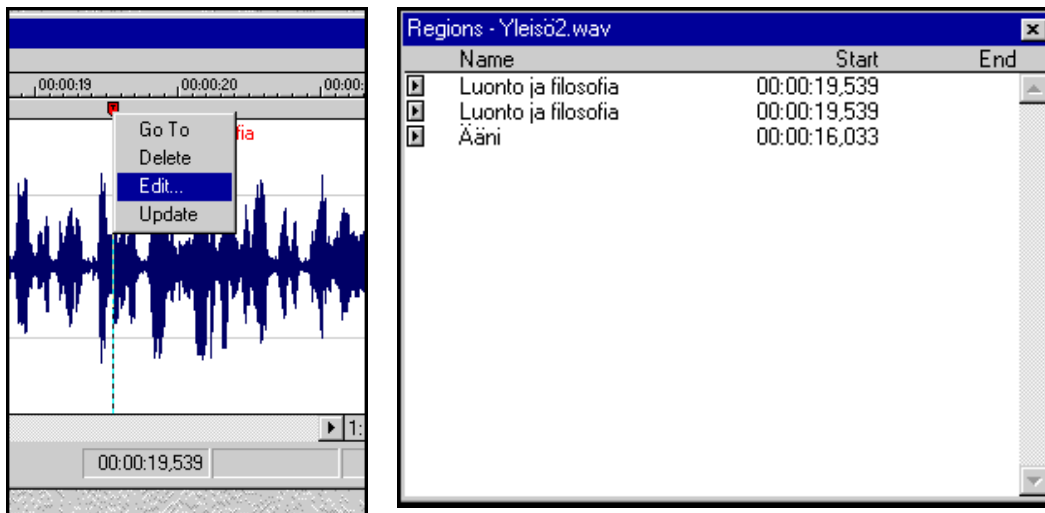 00:00:19 00:00:20 00:00:
fia
Go To
Delete
Edit...
Update
1:
00:00:19,539
Regions - Yleisö2.wav
Name Start End
Luonto ja filosofia 00:00:19,539
Luonto ja filosofia 00:00:19,539
Ääni 00:00:16,033